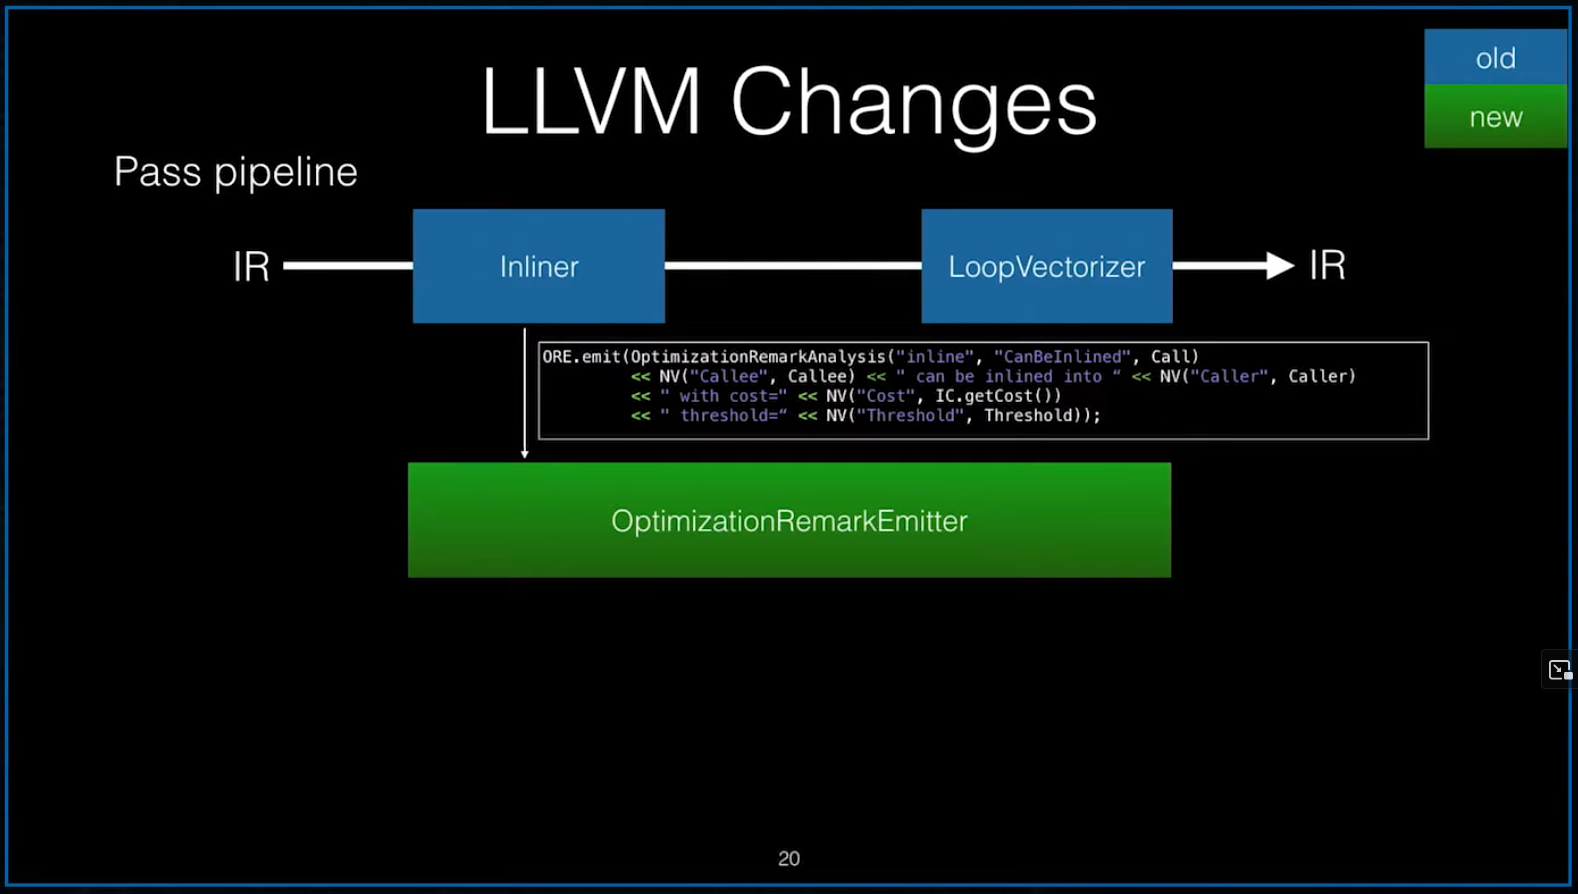 LLVM Changes
old
new
Pass pipeline
IR
Inliner
LoopVectorizer
IR
ORE.emit(OptimizationRemarkAnalysis("inline", "CanBeInlined", Call)
<< NV("Callee", Callee) << " can be inlined into “ << NV("Caller", Caller)
<< " with cost=" << NV("Cost", IC.getCost())
<< " threshold=“ << NV("Threshold", Threshold));
OptimizationRemarkEmitter
20